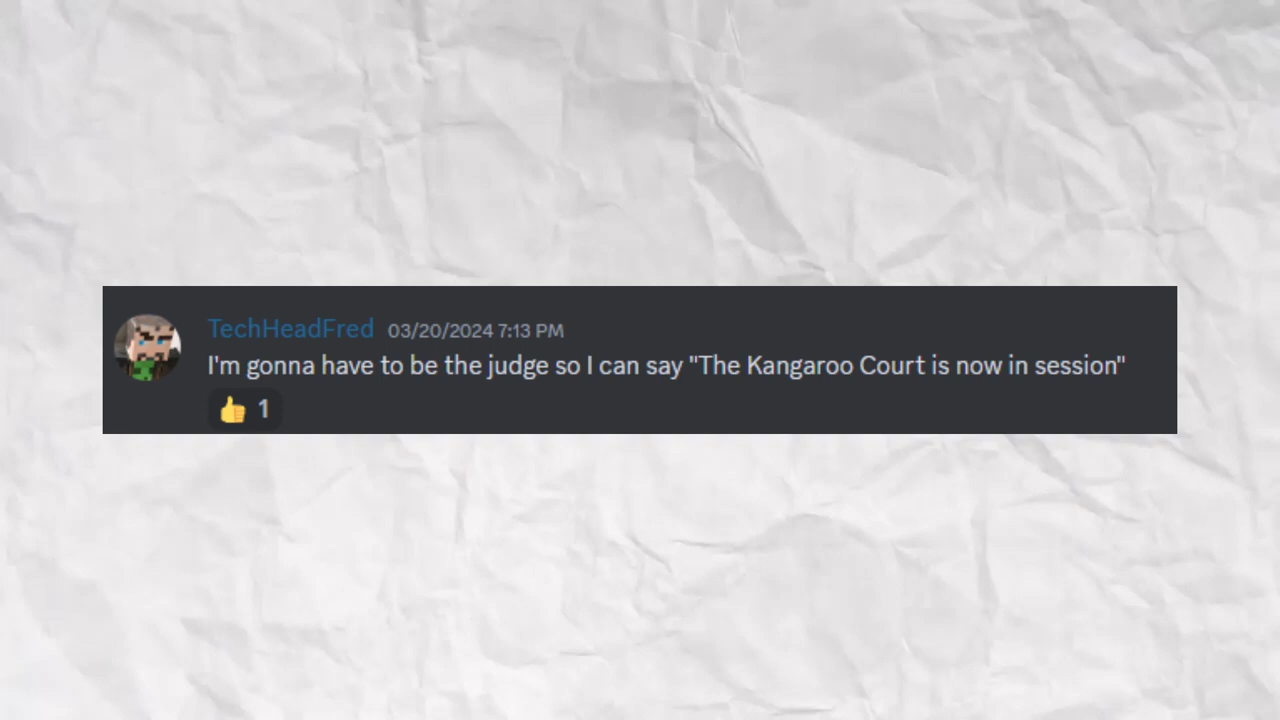 TechHeadFred 03/20/2024 7:13 PM
I'm gonna have to be the judge so I can say "The Kangaroo Court is now in session"
👍 1